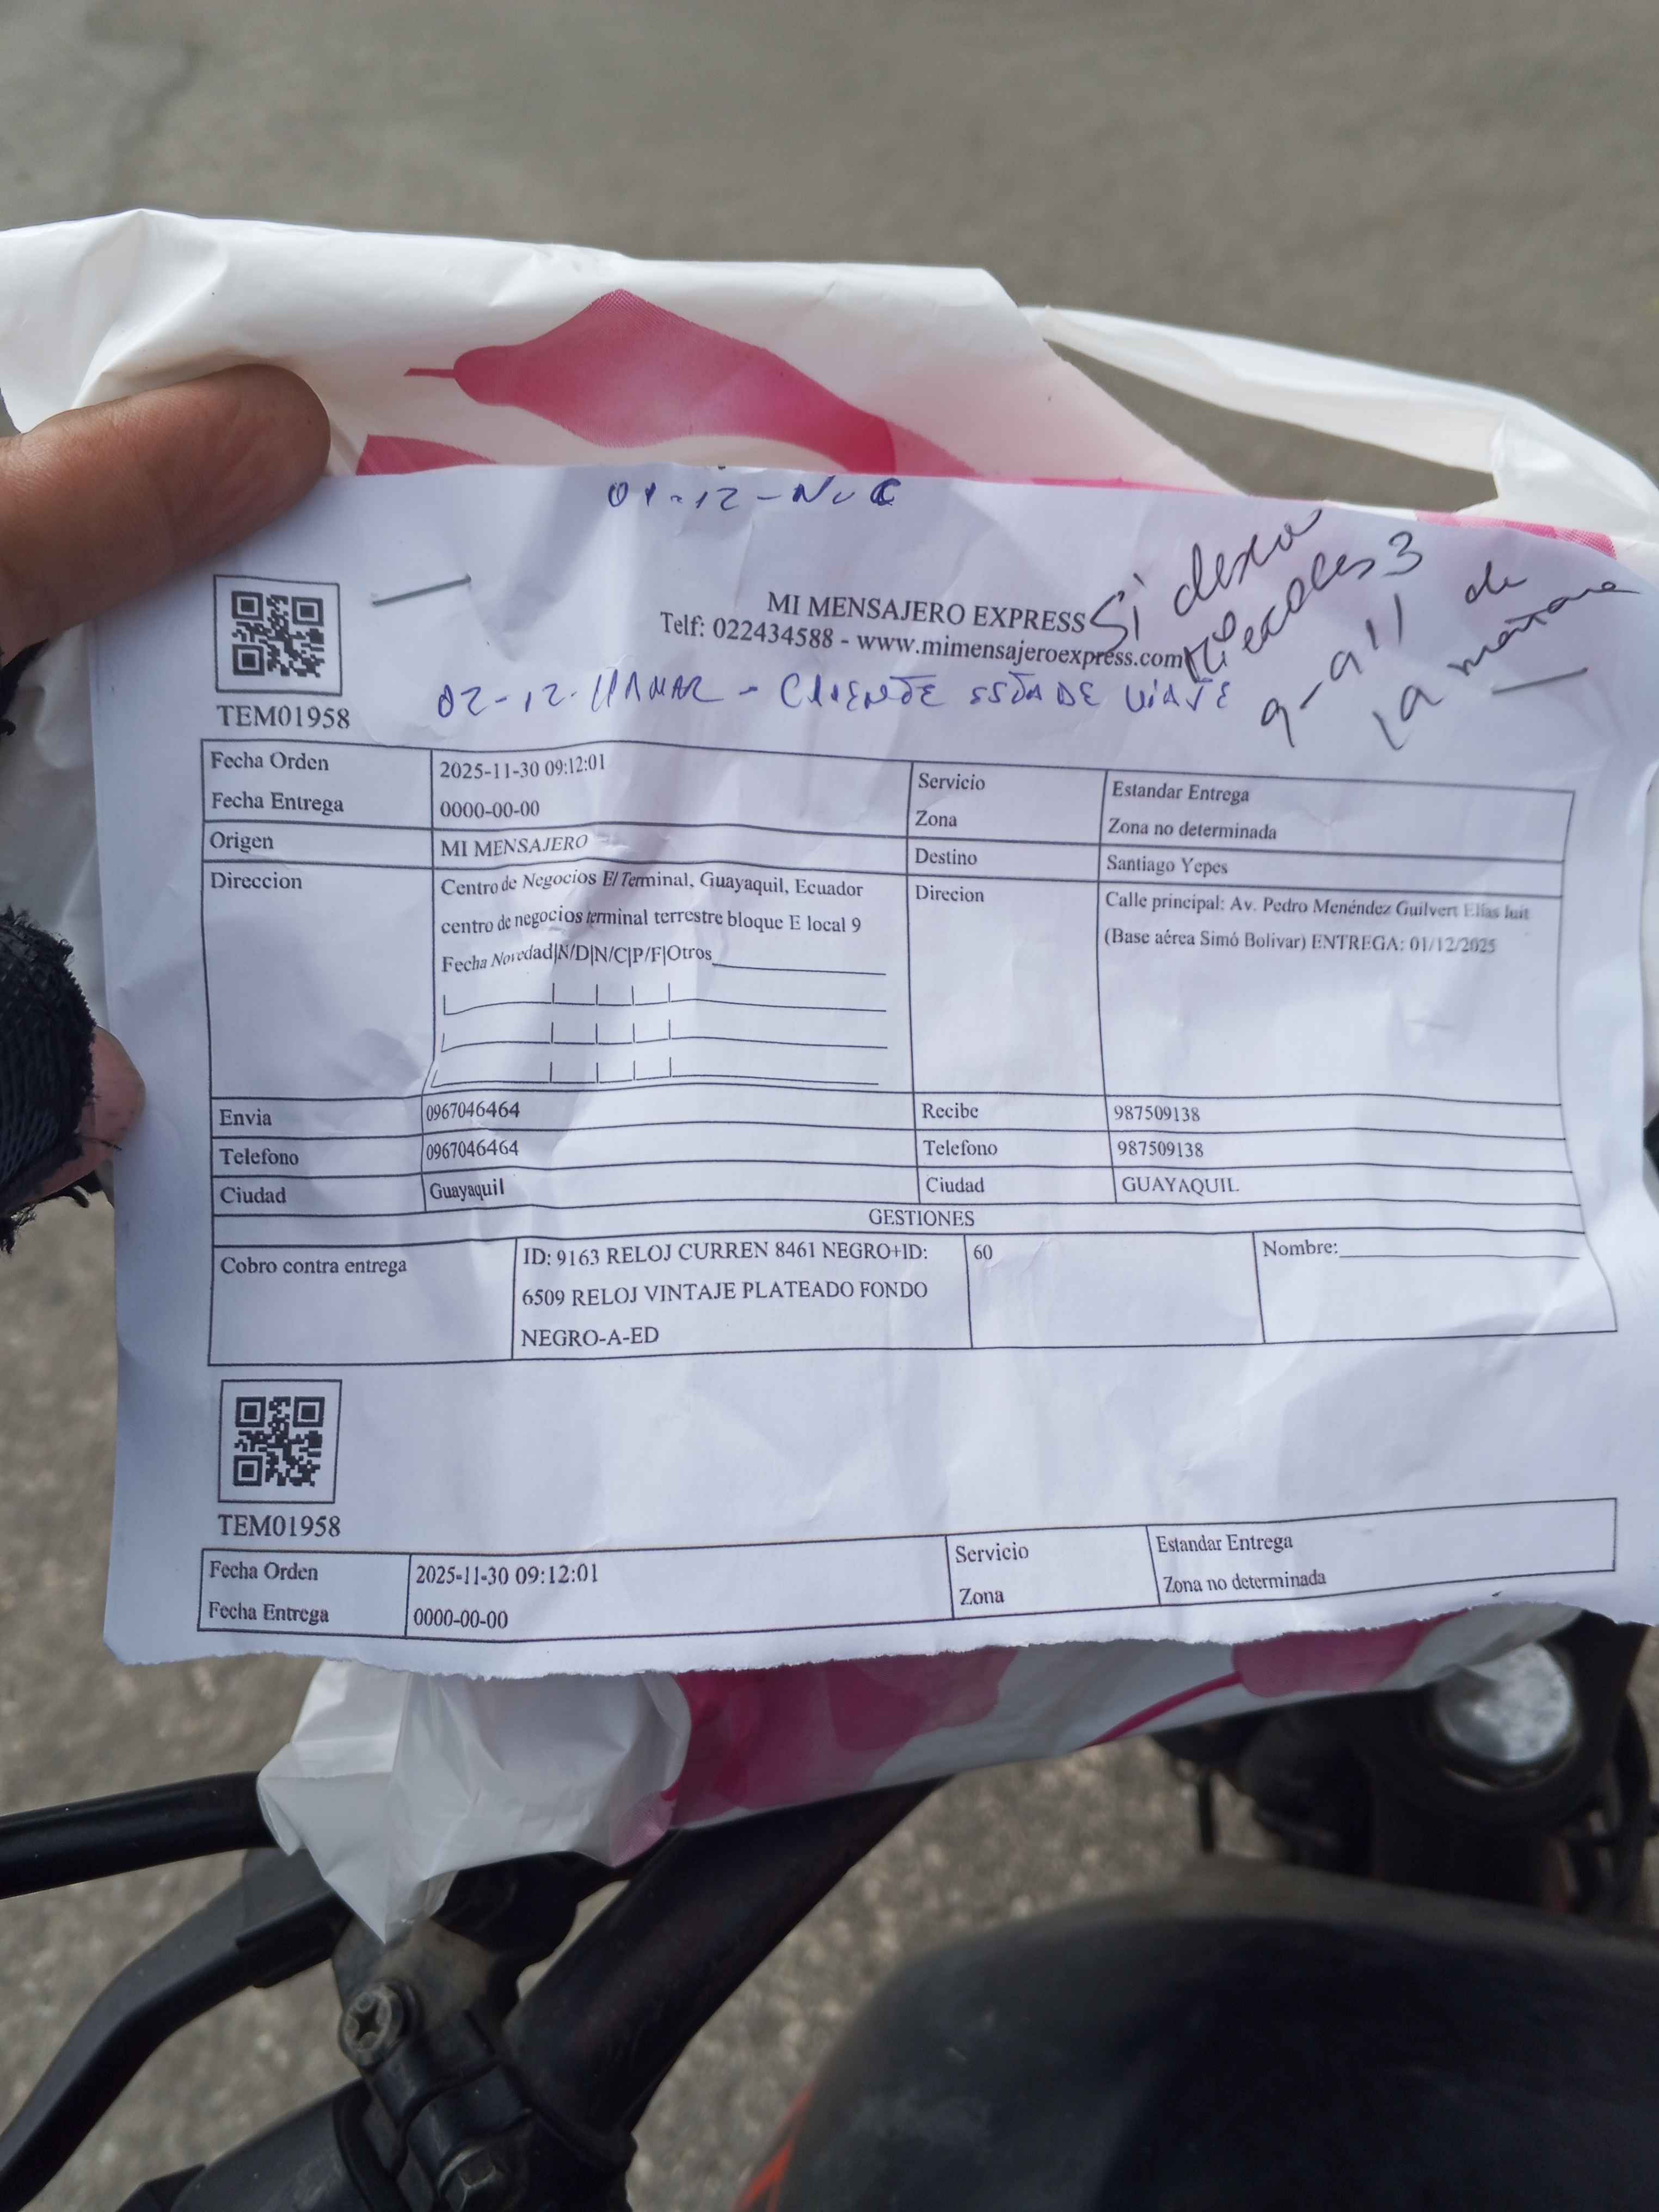 01-12-N/C
Si desea
Miercoles 3
9-a 11 de
la mañana
MI MENSAJERO EXPRESS
Telf: 022434588 - www.mimensajeroexpress.com
02-12-LLAMAR - CLIENTE ESTA DE VIAJE
TEM01958
Fecha Orden 2025-11-30 09:12:01 Servicio Estandar Entrega
Fecha Entrega 0000-00-00 Zona Zona no determinada
Origen MI MENSAJERO Destino Santiago Yepes
Direccion Centro de Negocios El Terminal, Guayaquil, Ecuador Direcion Calle principal: Av. Pedro Menéndez Guilvert Elías luit
centro de negocios terminal terrestre bloque E local 9 (Base aérea Simó Bolivar) ENTREGA: 01/12/2025
Fecha Novedad|N/D|N/C|P/F|Otros
Envia 0967046464 Recibe 987509138
Telefono 0967046464 Telefono 987509138
Ciudad Guayaquil Ciudad GUAYAQUIL
GESTIONES
Cobro contra entrega ID: 9163 RELOJ CURREN 8461 NEGRO+ID: 60 Nombre:
6509 RELOJ VINTAJE PLATEADO FONDO
NEGRO-A-ED
TEM01958
Fecha Orden 2025-11-30 09:12:01 Servicio Estandar Entrega
Fecha Entrega 0000-00-00 Zona Zona no determinada